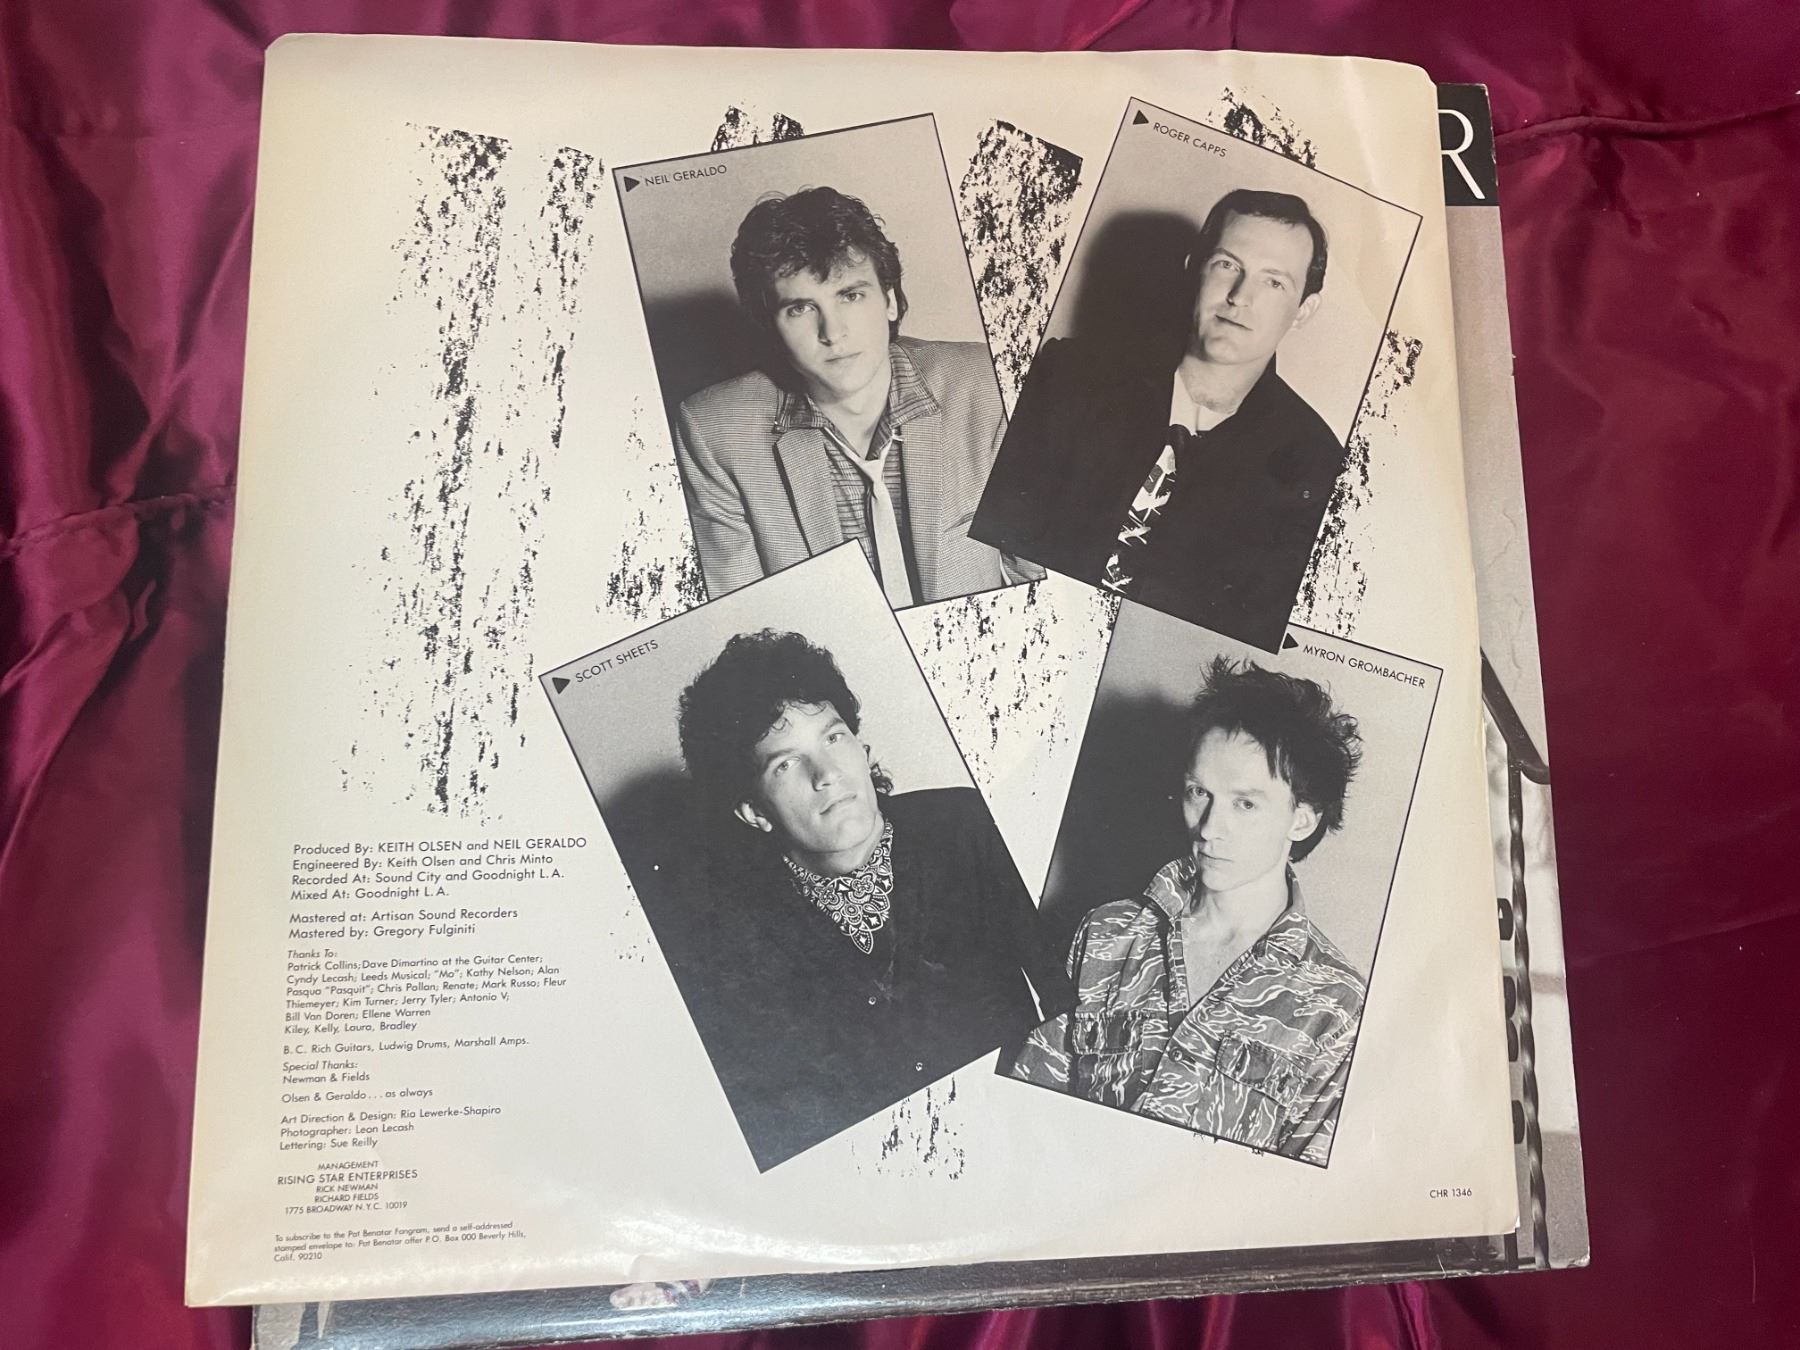 R
NEIL GERALDO
ROGER CAPPS
SCOTT SHEETS
MYRON GROMBACHER
Produced By: KEITH OLSEN and NEIL GERALDO
Engineered By: Keith Olsen and Chris Minto
Recorded At: Sound City and Goodnight L.A.
Mixed At: Goodnight L.A.
Mastered at: Artisan Sound Recorders
Mastered by: Gregory Fulginiti
Thanks To:
Patrick Collins; Dave Dimartino at the Guitar Center;
Cyndy Lecash; Leeds Musical; "Mo"; Kathy Nelson; Alan
Pasqua "Pasquit"; Chris Pollan; Renate; Mark Russo; Fleur
Thiemeyer; Kim Turner; Jerry Tyler; Antonio V;
Bill Van Doren; Ellene Warren
Kiley, Kelly, Laura, Bradley
B.C. Rich Guitars, Ludwig Drums, Marshall Amps.
Special Thanks:
Newman & Fields
Olsen & Geraldo...as always
Art Direction & Design: Ria Lewerke-Shapiro
Photographer: Leon Lecash
Lettering: Sue Reilly
MANAGEMENT
RISING STAR ENTERPRISES
RICK NEWMAN
RICHARD FIELDS
1775 BROADWAY N.Y.C. 10019
To subscribe to the Pat Benatar Fangram, send a self-addressed
stamped envelope to: Pat Benatar offer P.O. Box 000 Beverly Hills,
Calif. 90210
CHR 1346